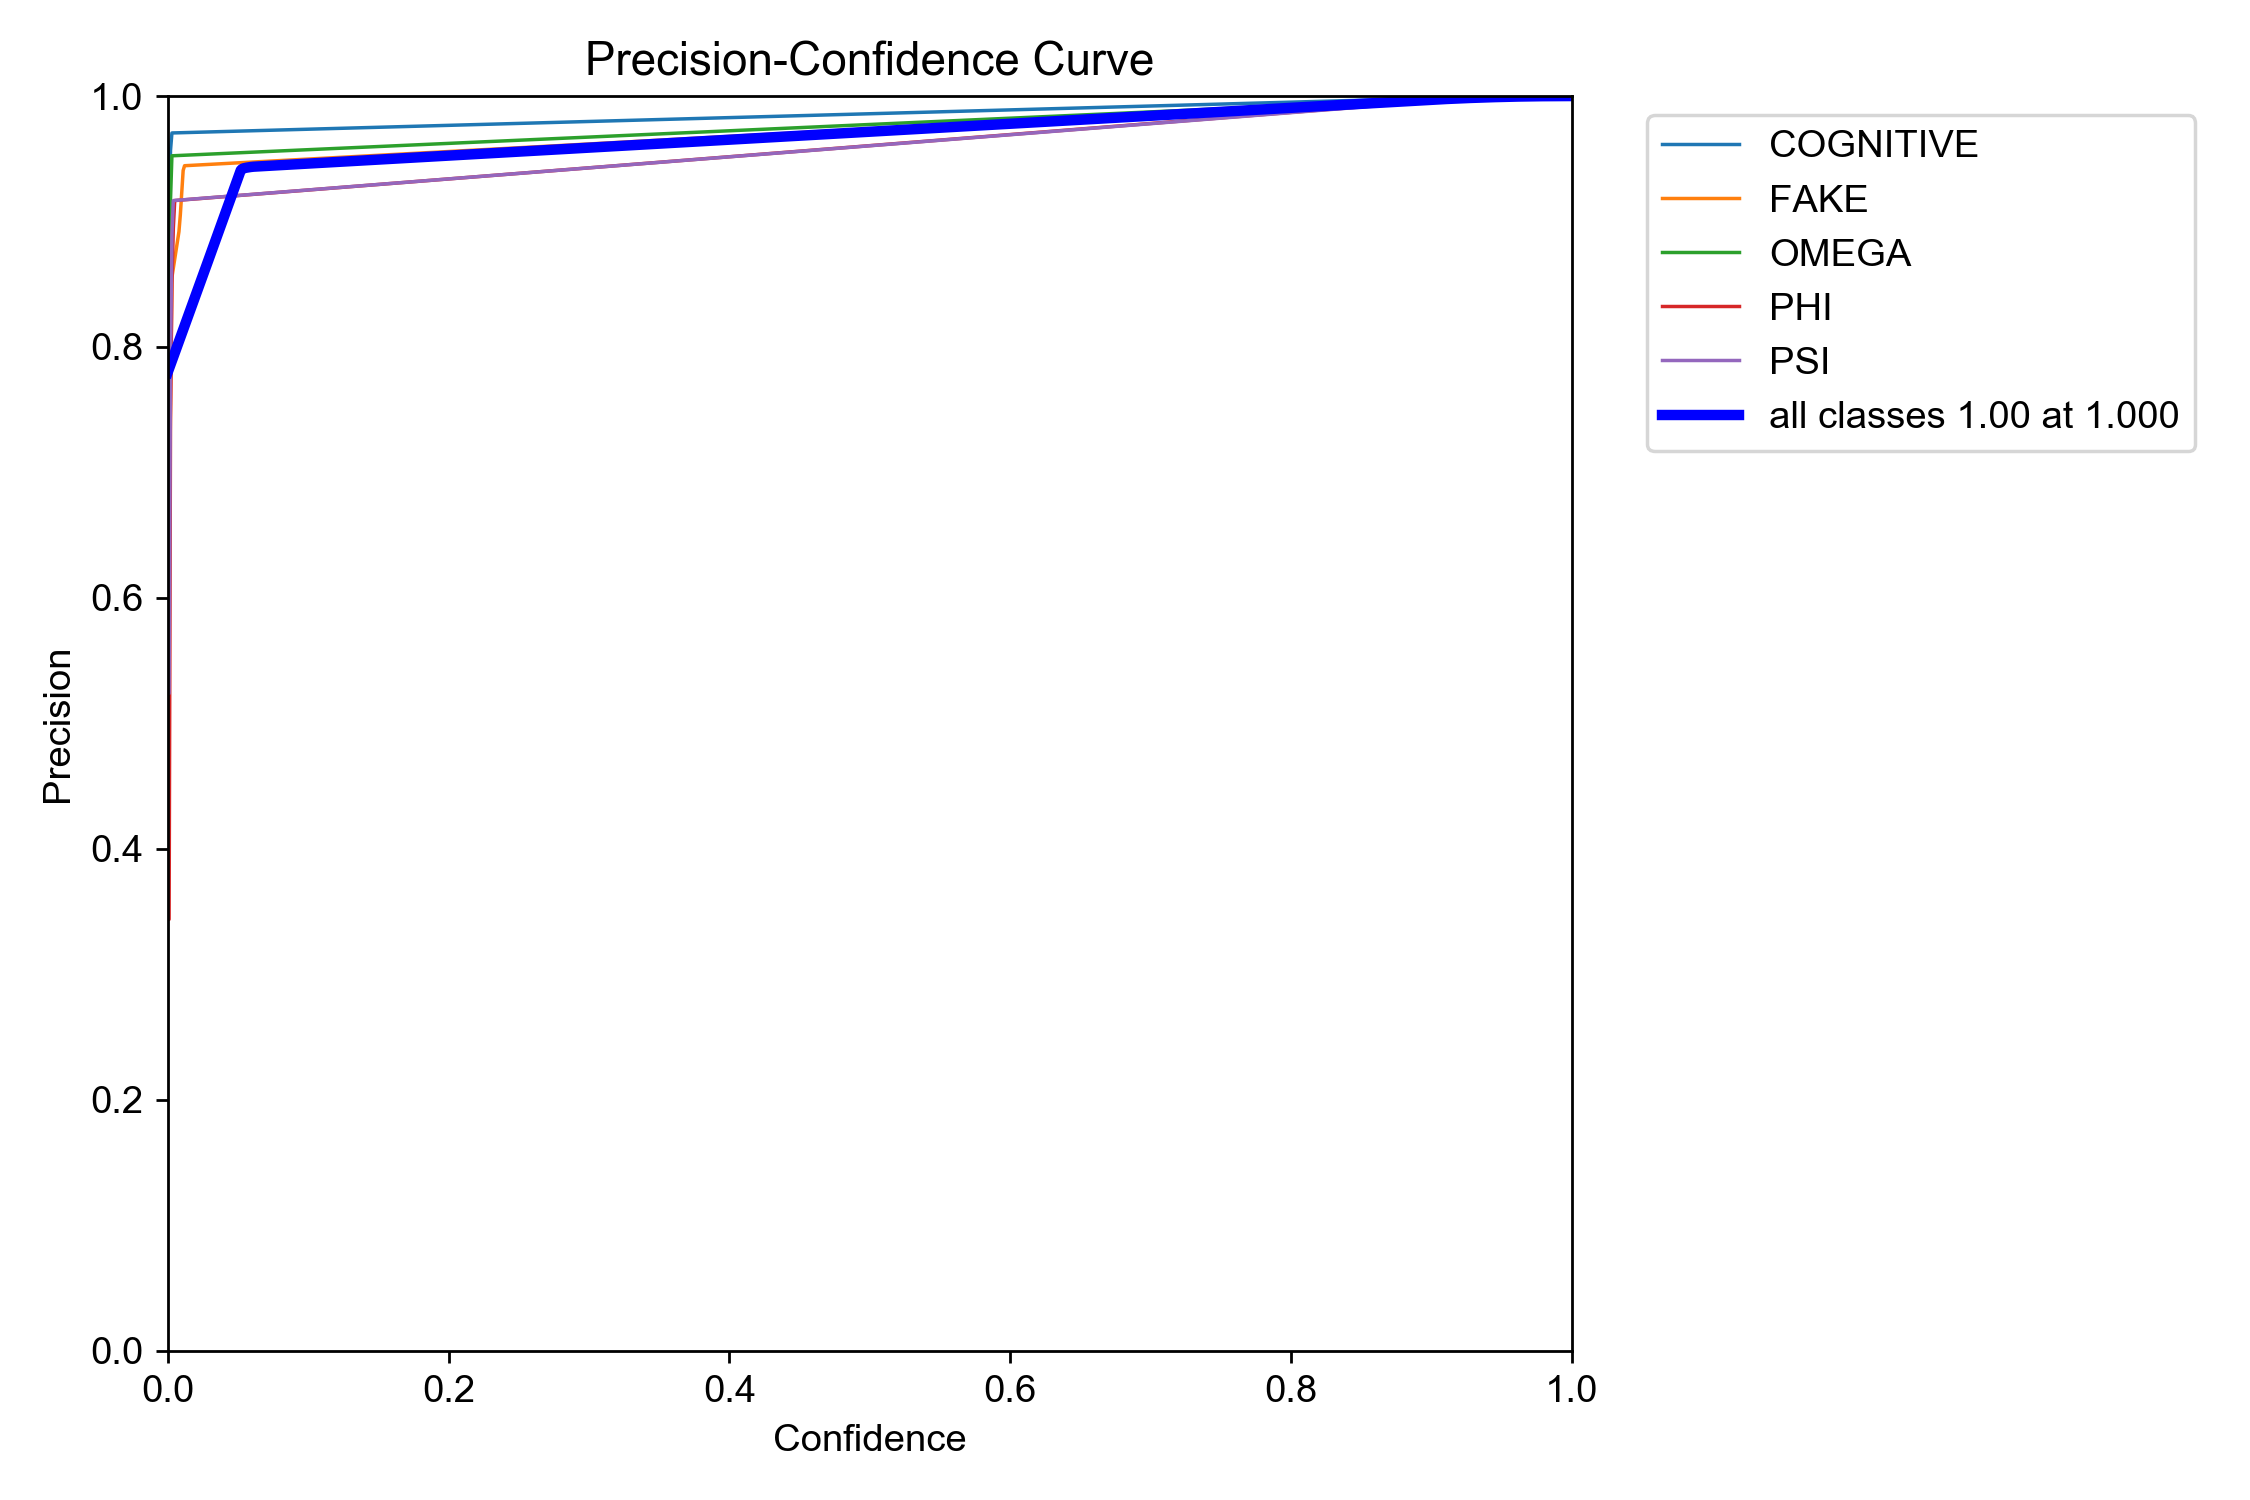 Precision-Confidence Curve
1.0
0.8
0.6
0.4
0.2
0.0
Precision
0.0 0.2 0.4 0.6 0.8 1.0
Confidence
COGNITIVE
FAKE
OMEGA
PHI
PSI
all classes 1.00 at 1.000